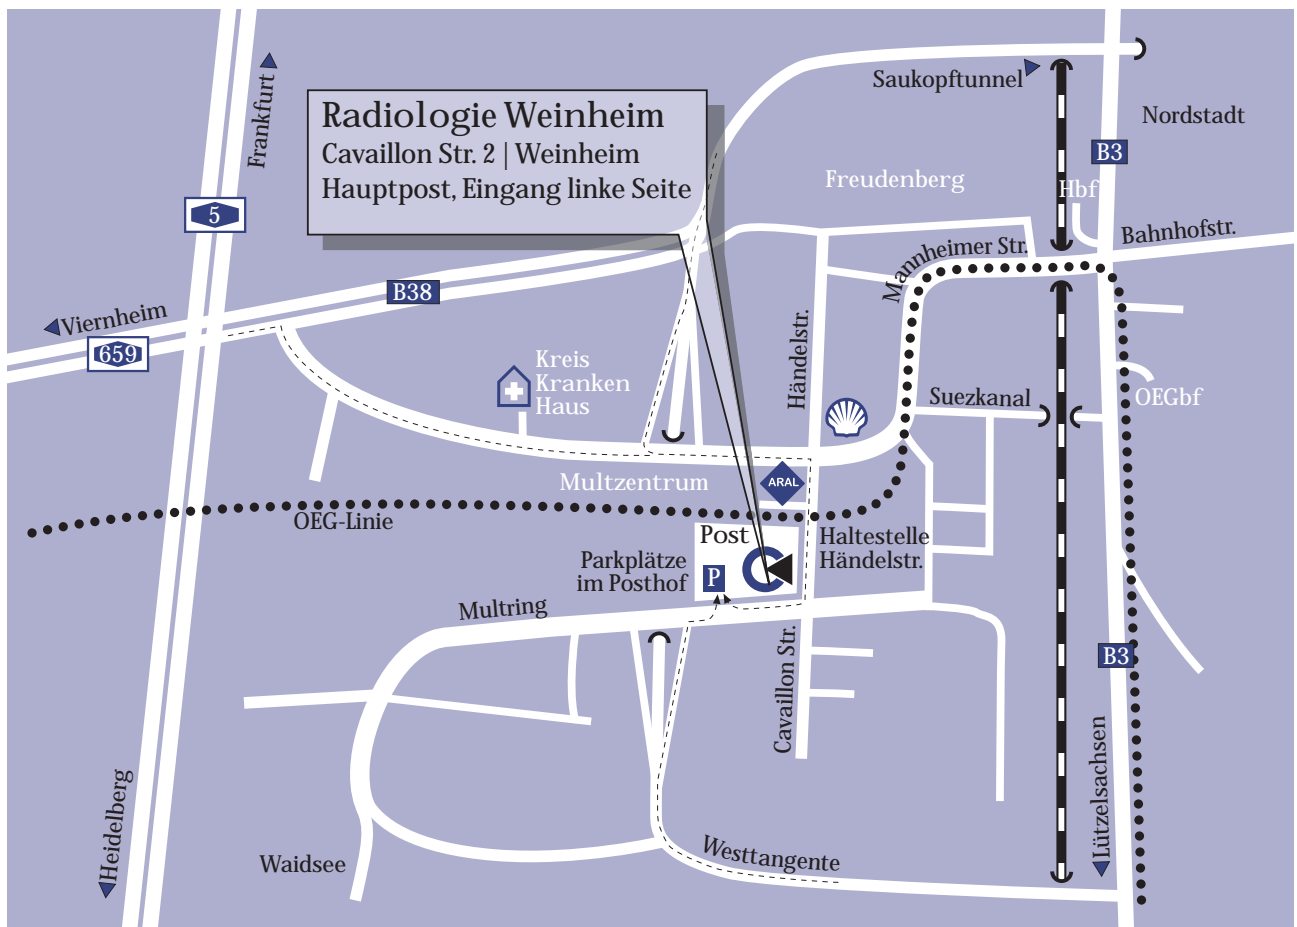 Frankfurt
Saukopftunnel
Nordstadt
Radiologie Weinheim
Cavaillon Str. 2 | Weinheim
Hauptpost, Eingang linke Seite
B3
Freudenberg
Hbf
5
Bahnhofstr.
Mannheimer Str.
B38
Viernheim
659
Händelstr.
Kreis
Kranken
Haus
Suezkanal
OEGbf
Multzentrum
ARAL
OEG-Linie
Post
Haltestelle
Händelstr.
Parkplätze
im Posthof
P
Multring
Cavaillon Str.
B3
Lützelsachsen
Heidelberg
Waidsee
Westtangente